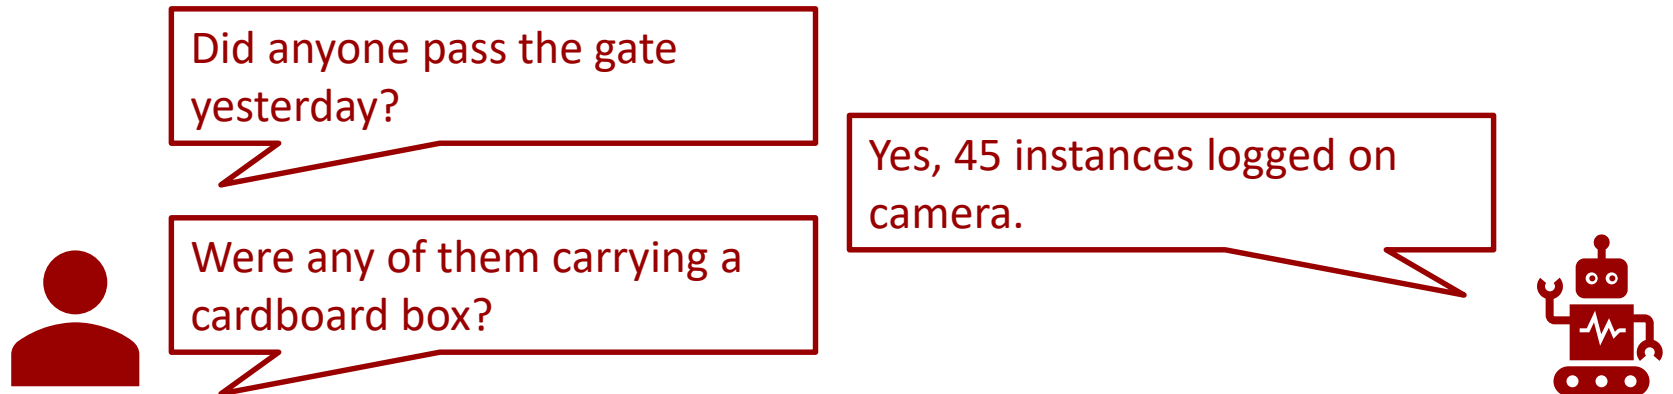 Did anyone pass the gate
yesterday?
Yes, 45 instances logged on
camera.
Were any of them carrying a
cardboard box?